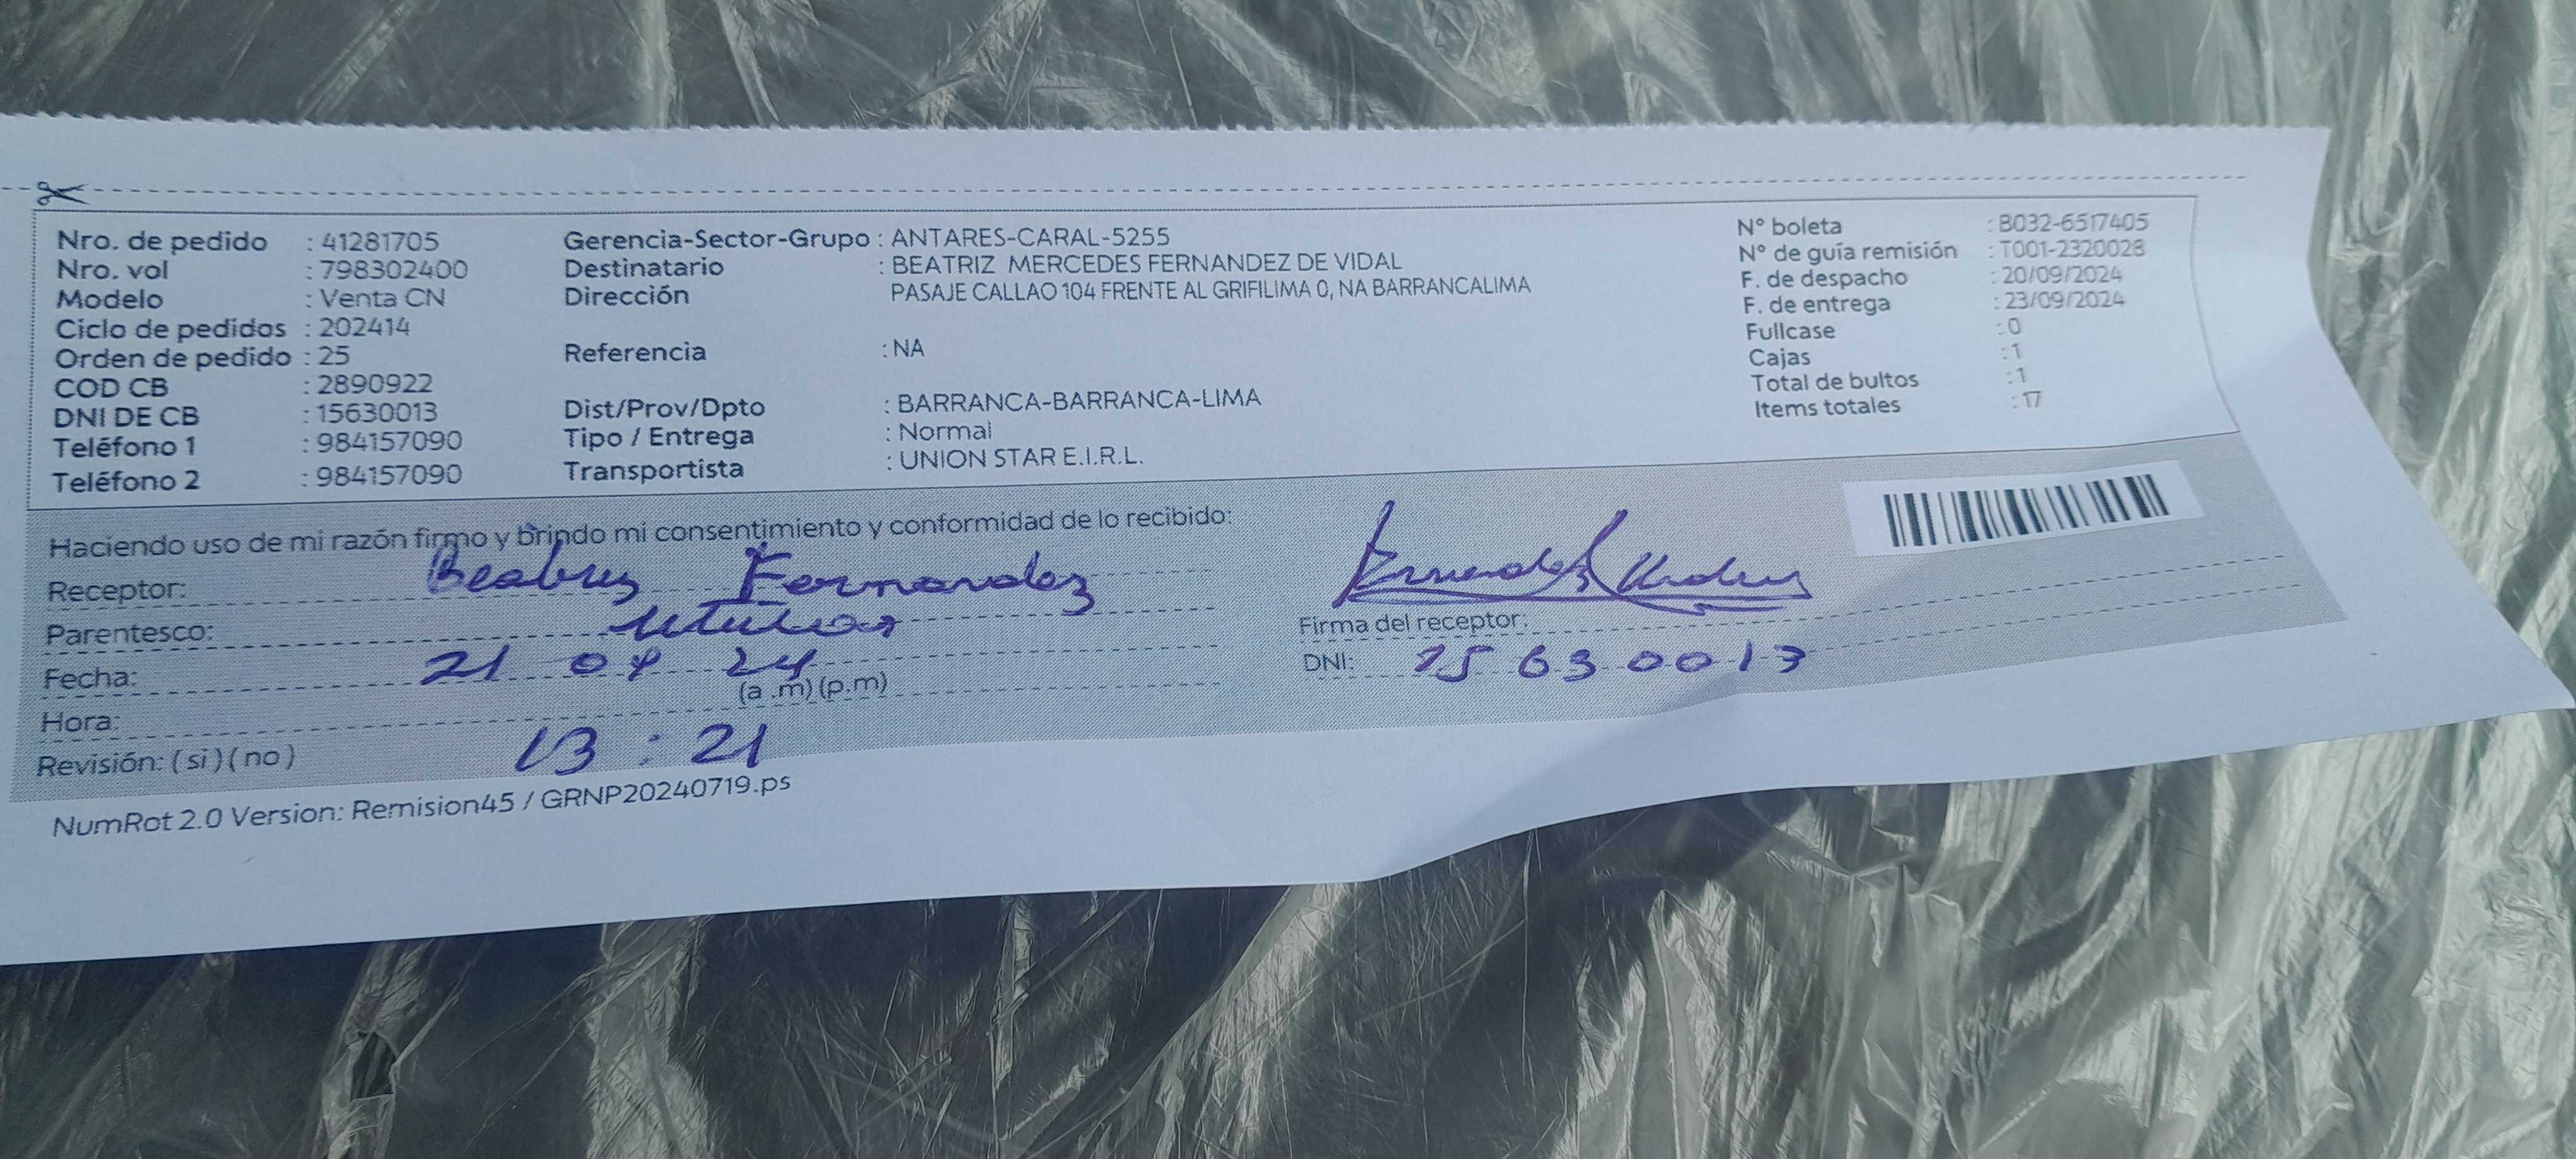 Nro. de pedido : 41281705
Nro. vol : 798302400
Modelo : Venta CN
Ciclo de pedidos : 202414
Orden de pedido : 25
COD CB : 2890922
DNI DE CB : 15630013
Teléfono 1 : 984157090
Teléfono 2 : 984157090
Gerencia-Sector-Grupo : ANTARES-CARAL-5255
Destinatario : BEATRIZ MERCEDES FERNANDEZ DE VIDAL
Dirección PASAJE CALLAO 104 FRENTE AL GRIFILIMA 0, NA BARRANCALIMA
Referencia : NA
Dist/Prov/Dpto : BARRANCA-BARRANCA-LIMA
Tipo / Entrega : Normal
Transportista : UNION STAR E.I.R.L.
N° boleta : B032-6517405
N° de guía remisión : T001-2320028
F. de despacho : 20/09/2024
F. de entrega : 23/09/2024
Fullcase : 0
Cajas : 1
Total de bultos : 1
Items totales : 17
Haciendo uso de mi razón firmo y brindo mi consentimiento y conformidad de lo recibido:
Receptor: Beatriz Fernandez
Parentesco:
Fecha: 21 09 24
(a .m) (p.m)
Hora: 13 : 21
Revisión: ( si ) ( no )
Firma del receptor:
DNI: 15630013
NumRot 2.0 Version: Remision45 / GRNP20240719.ps